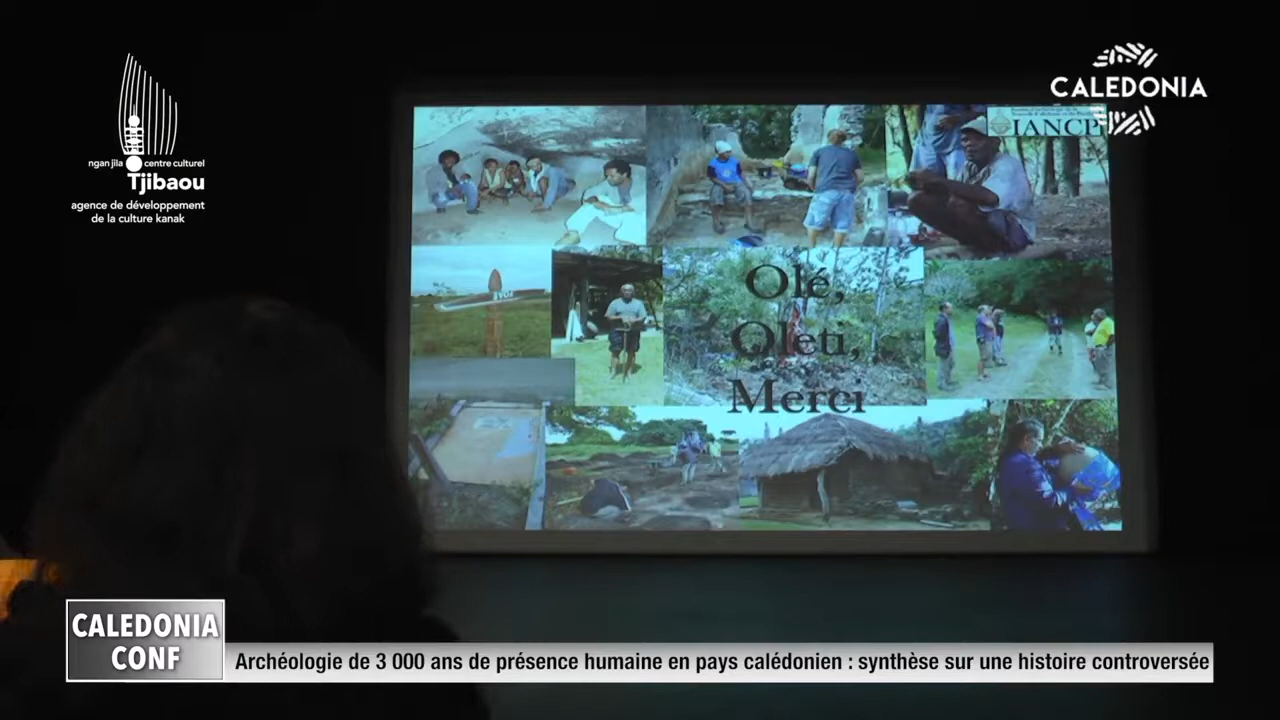 ngan jila centre culturel
Tjibaou
agence de développement
de la culture kanak
CALEDONIA
IANCP
Olé,
Oleti,
Merci
CALEDONIA
CONF
Archéologie de 3 000 ans de présence humaine en pays calédonien : synthèse sur une histoire controversée